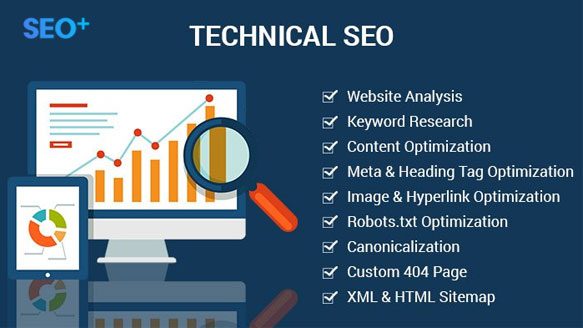 SEO+
TECHNICAL SEO
Website Analysis
Keyword Research
Content Optimization
Meta & Heading Tag Optimization
Image & Hyperlink Optimization
Robots.txt Optimization
Canonicalization
Custom 404 Page
XML & HTML Sitemap